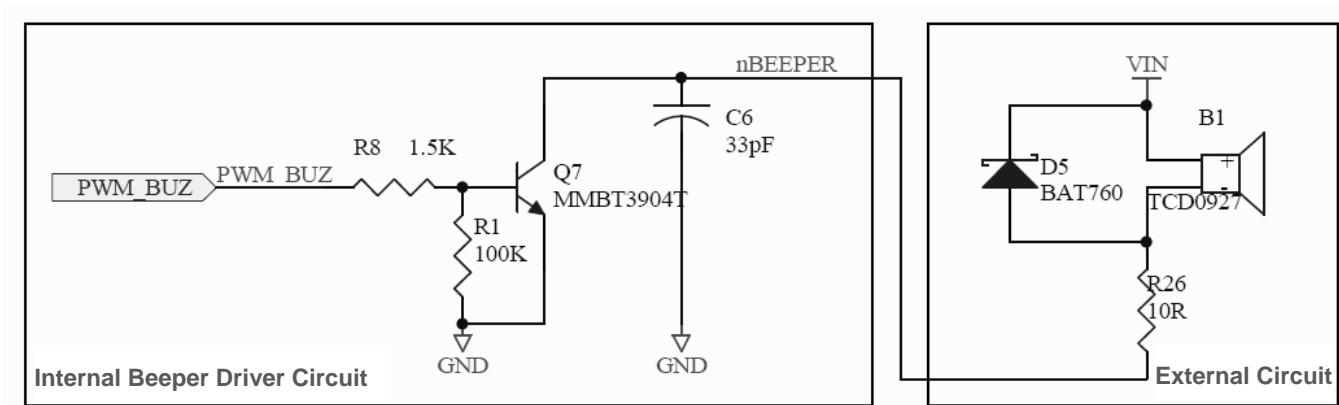 nBEEPER
VIN
C6
33pF
B1
R8 1.5K
D5
BAT760
+
-
TCD0927
PWM_BUZ
PWM_BUZ
Q7
MMBT3904T
R1
100K
R26
10R
GND
GND
Internal Beeper Driver Circuit
External Circuit